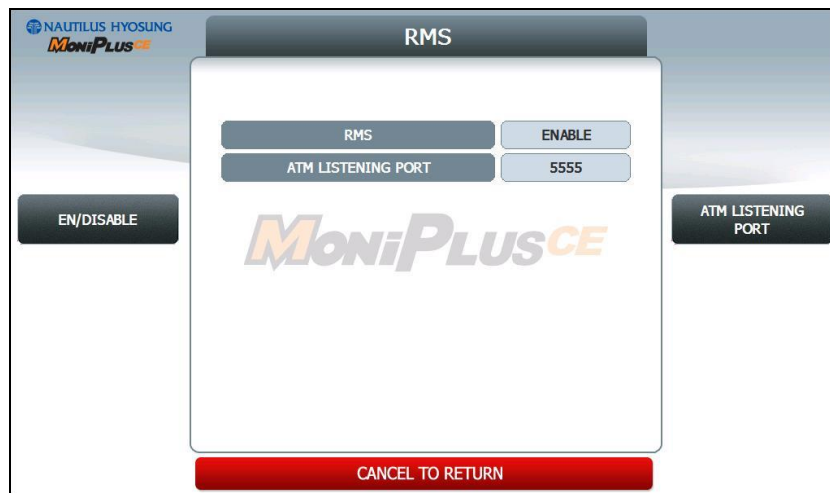 NAUTILUS HYOSUNG
MONiPLUSCE
RMS
RMS ENABLE
ATM LISTENING PORT 5555
EN/DISABLE
ATM LISTENING
PORT
MONiPLUSCE
CANCEL TO RETURN